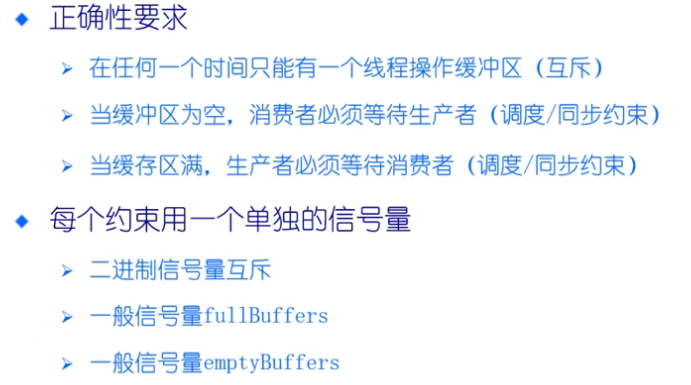 正确性要求
在任何一个时间只能有一个线程操作缓冲区（互斥）
当缓冲区为空，消费者必须等待生产者（调度/同步约束）
当缓存区满，生产者必须等待消费者（调度/同步约束）
每个约束用一个单独的信号量
二进制信号量互斥
一般信号量fullBuffers
一般信号量emptyBuffers